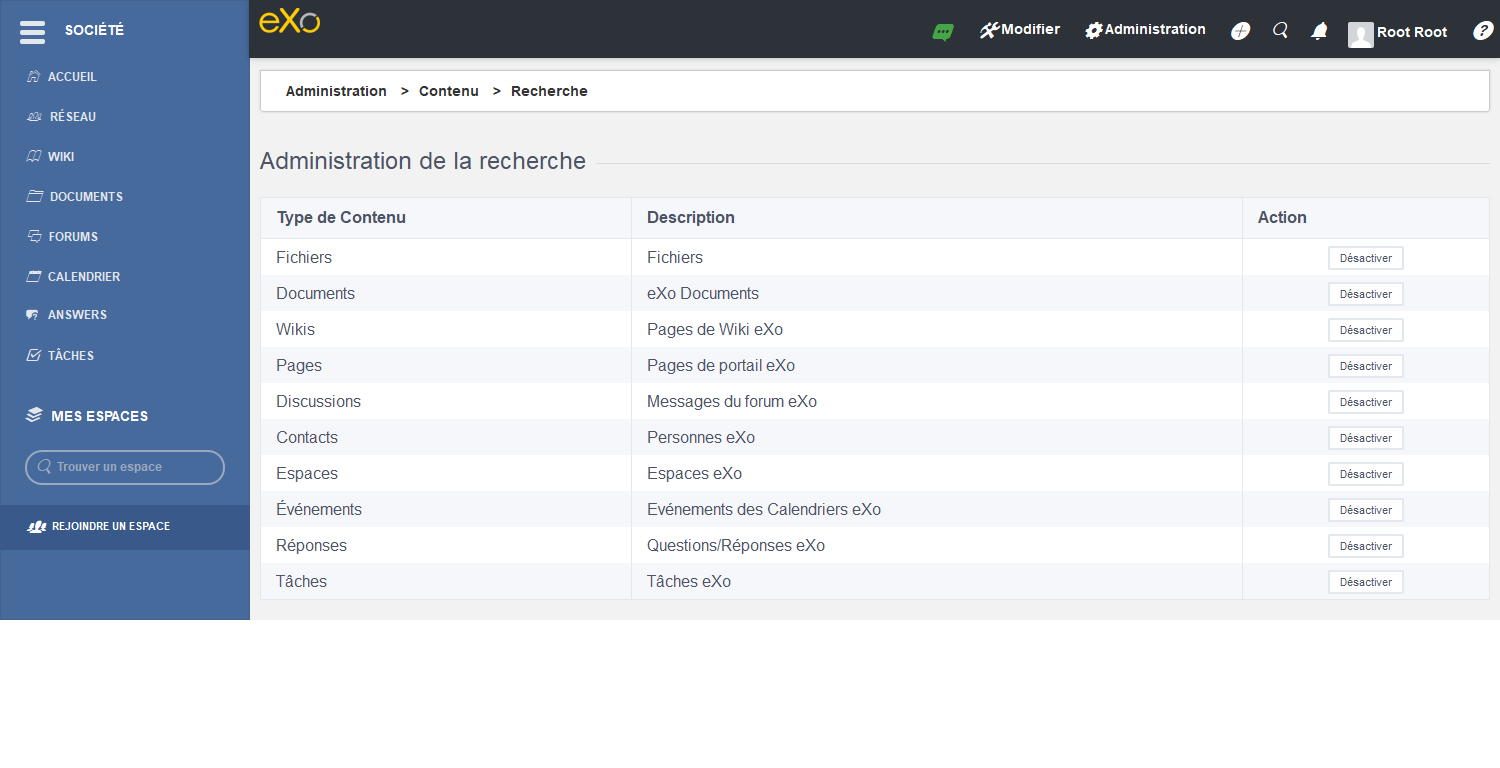 SOCIÉTÉ
ACCUEIL
RÉSEAU
WIKI
DOCUMENTS
FORUMS
CALENDRIER
ANSWERS
TÂCHES
MES ESPACES
Trouver un espace
REJOINDRE UN ESPACE
eXo
Modifier Administration Root Root
Administration > Contenu > Recherche
Administration de la recherche
Type de Contenu Description Action
Fichiers Fichiers Désactiver
Documents eXo Documents Désactiver
Wikis Pages de Wiki eXo Désactiver
Pages Pages de portail eXo Désactiver
Discussions Messages du forum eXo Désactiver
Contacts Personnes eXo Désactiver
Espaces Espaces eXo Désactiver
Événements Evénements des Calendriers eXo Désactiver
Réponses Questions/Réponses eXo Désactiver
Tâches Tâches eXo Désactiver